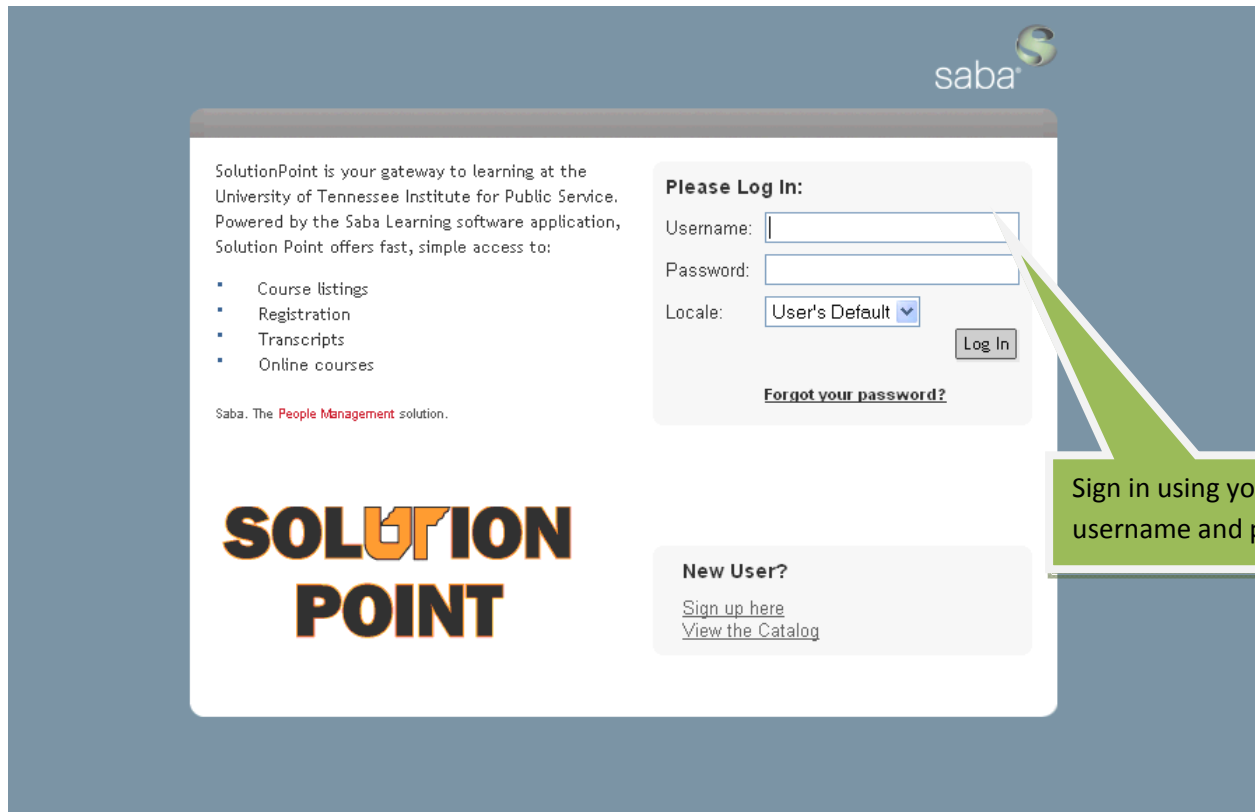 saba
SolutionPoint is your gateway to learning at the
University of Tennessee Institute for Public Service.
Powered by the Saba Learning software application,
Solution Point offers fast, simple access to:
Course listings
Registration
Transcripts
Online courses
Saba. The People Management solution.
SOLUTION
POINT
Please Log In:
Username:
Password:
Locale: User's Default
Log In
Forgot your password?
Sign in using
username and
New User?
Sign up here
View the Catalog